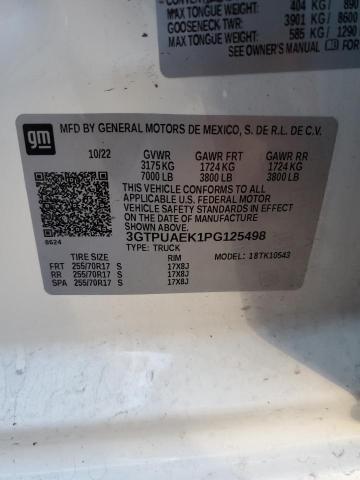 MAX TONGUE WEIGHT: 404 KG/ 890
GOOSENECK TWR: 3901 KG/ 8600
MAX TONGUE WEIGHT: 585 KG/ 1290
SEE OWNER'S MANUAL
gm
MFD BY GENERAL MOTORS DE MEXICO, S. DE R.L. DE C.V.
10/22 GVWR GAWR FRT GAWR RR
3175 KG 1724 KG 1724 KG
7000 LB 3800 LB 3800 LB
THIS VEHICLE CONFORMS TO ALL
APPLICABLE U.S. FEDERAL MOTOR
VEHICLE SAFETY
STANDARDS IN EFFECT ON THE
DATE OF MANUFACTURE
SHOWN ABOVE.
3GTPUAEK1PG125498
8624 TYPE: TRUCK
TIRE SIZE RIM MODEL: 18TK10543
FRT 255/70R17 S 17X8J
RR 255/70R17 S 17X8J
SPA 255/70R17 S 17X8J